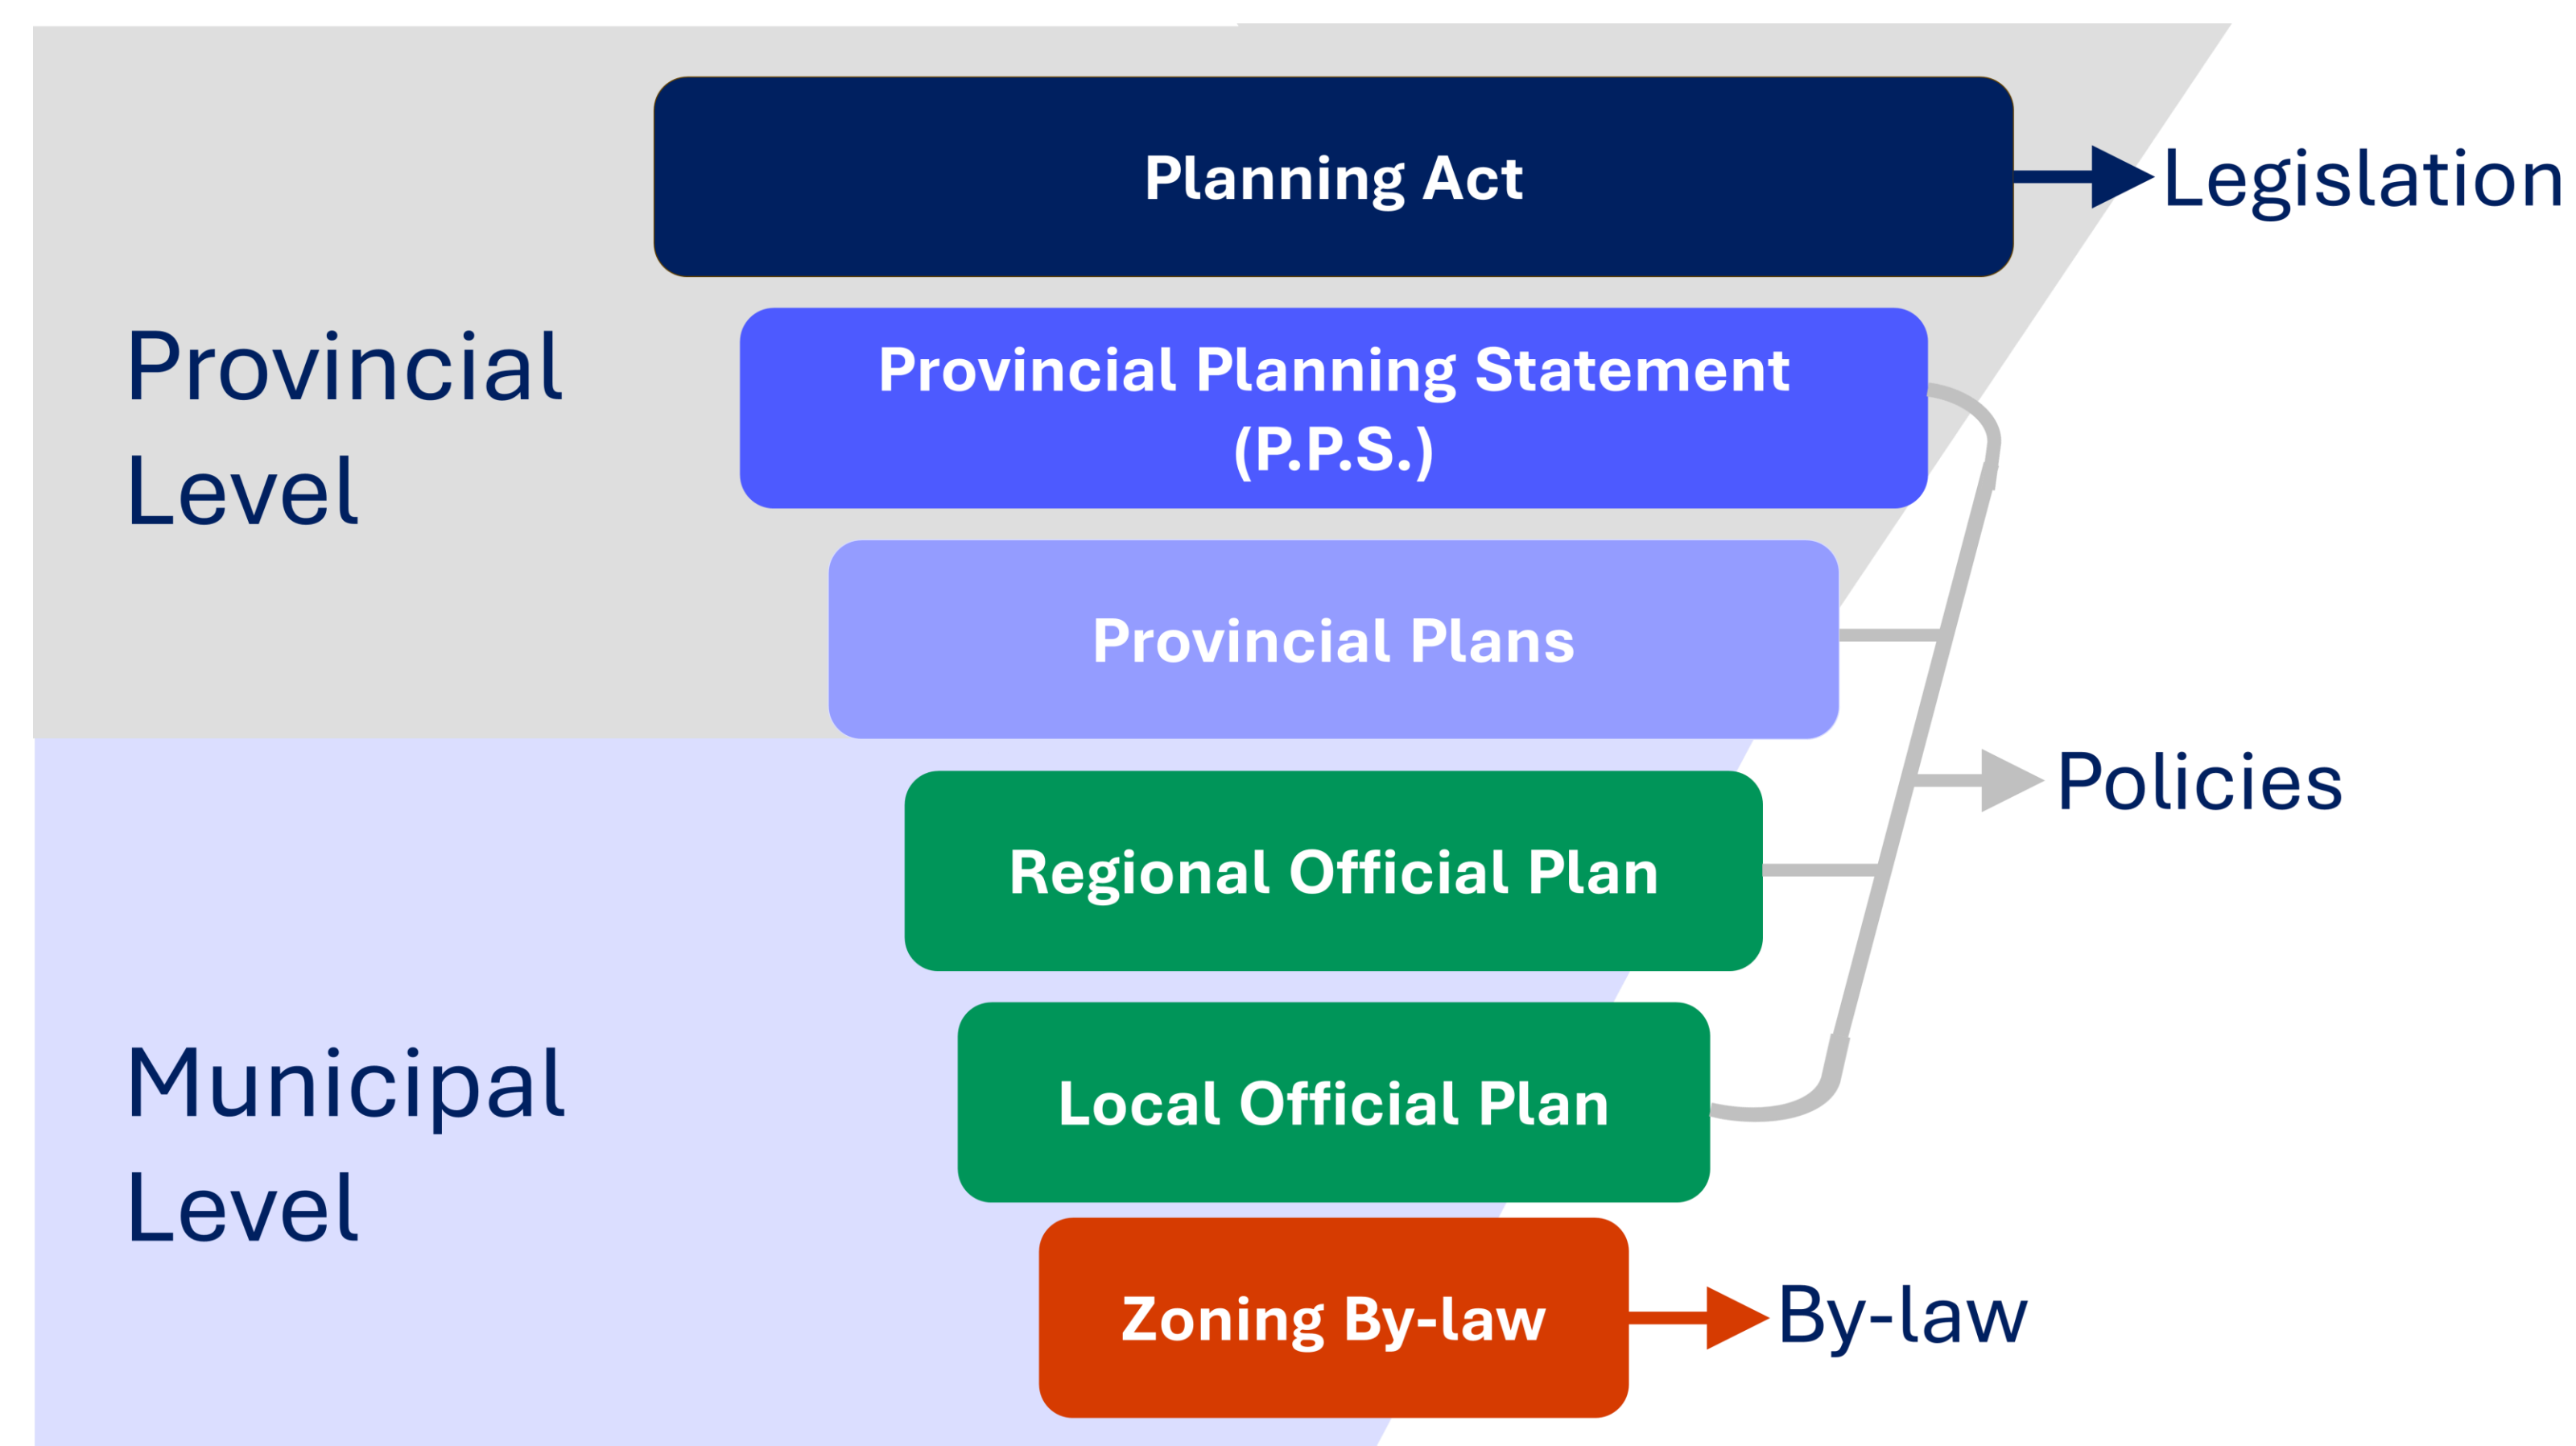 Planning Act
Legislation
Provincial
Level
Provincial Planning Statement
(P.P.S.)
Provincial Plans
Policies
Regional Official Plan
Municipal
Level
Local Official Plan
Zoning By-law
By-law